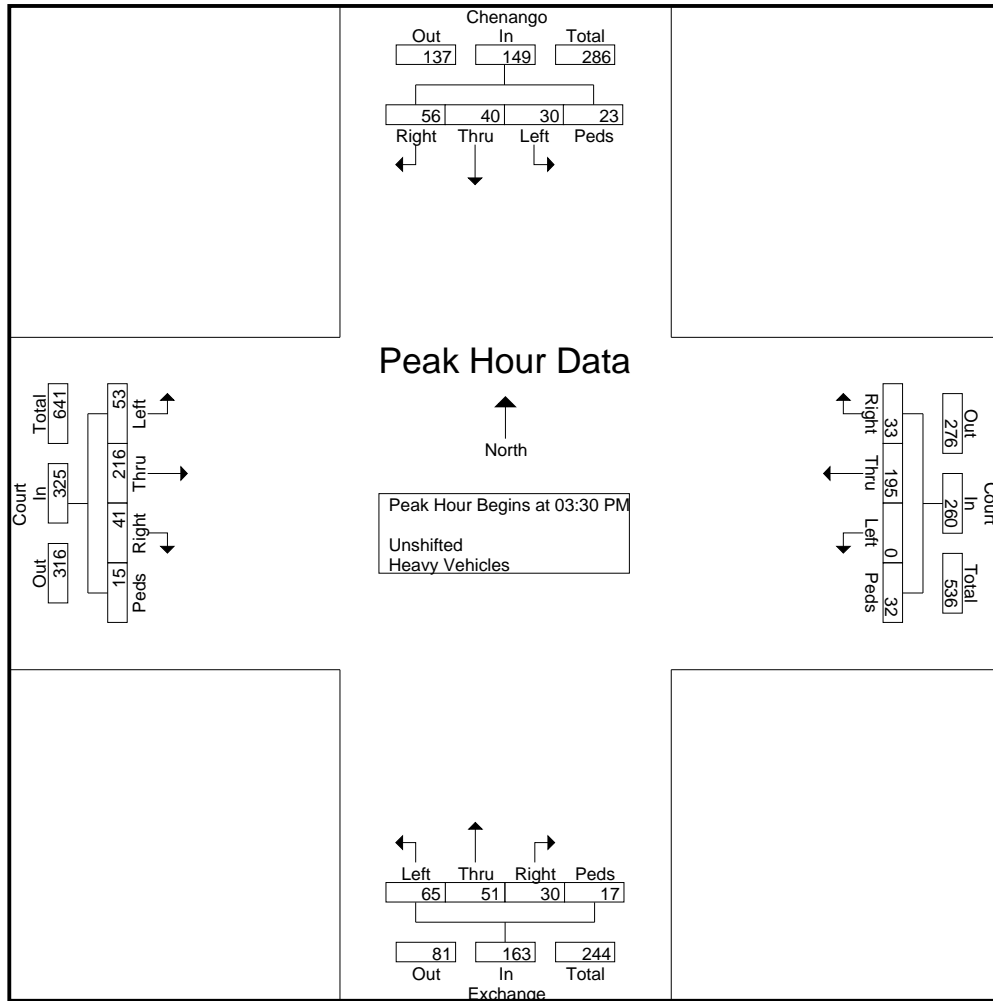 Chenango
Out In Total
137 149 286
56 40 30 23
Right Thru Left Peds
Peak Hour Data
North
Peak Hour Begins at 03:30 PM
Unshifted
Heavy Vehicles
Court
Total In Out
641 325 316
53 216 41 15
Left Thru Right Peds
Court
Out In Total
276 260 536
33 195 0 32
Right Thru Left Peds
Left Thru Right Peds
65 51 30 17
81 163 244
Out In Total
Exchange